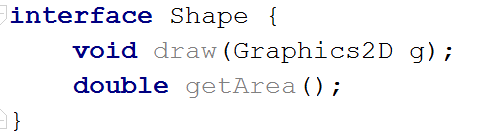 interface Shape {
    void draw(Graphics2D g);
    double getArea();
}